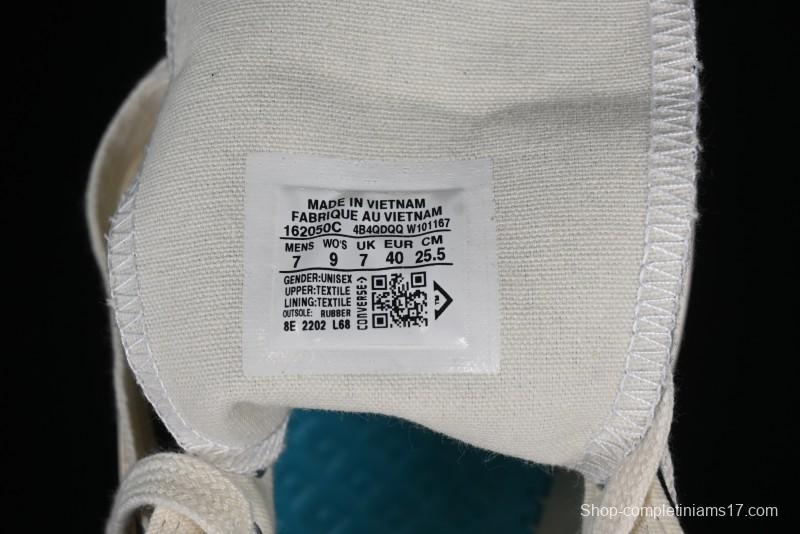 MADE IN VIETNAM
FABRIQUE AU VIETNAM
162050C 4B4QDQQ W101167
MENS WO'S UK EUR CM
7 9 7 40 25.5
GENDER:UNISEX
UPPER:TEXTILE
LINING:TEXTILE
OUTSOLE: RUBBER
8E 2202 L68
CONVERSE>
Shop-completiniams17.com